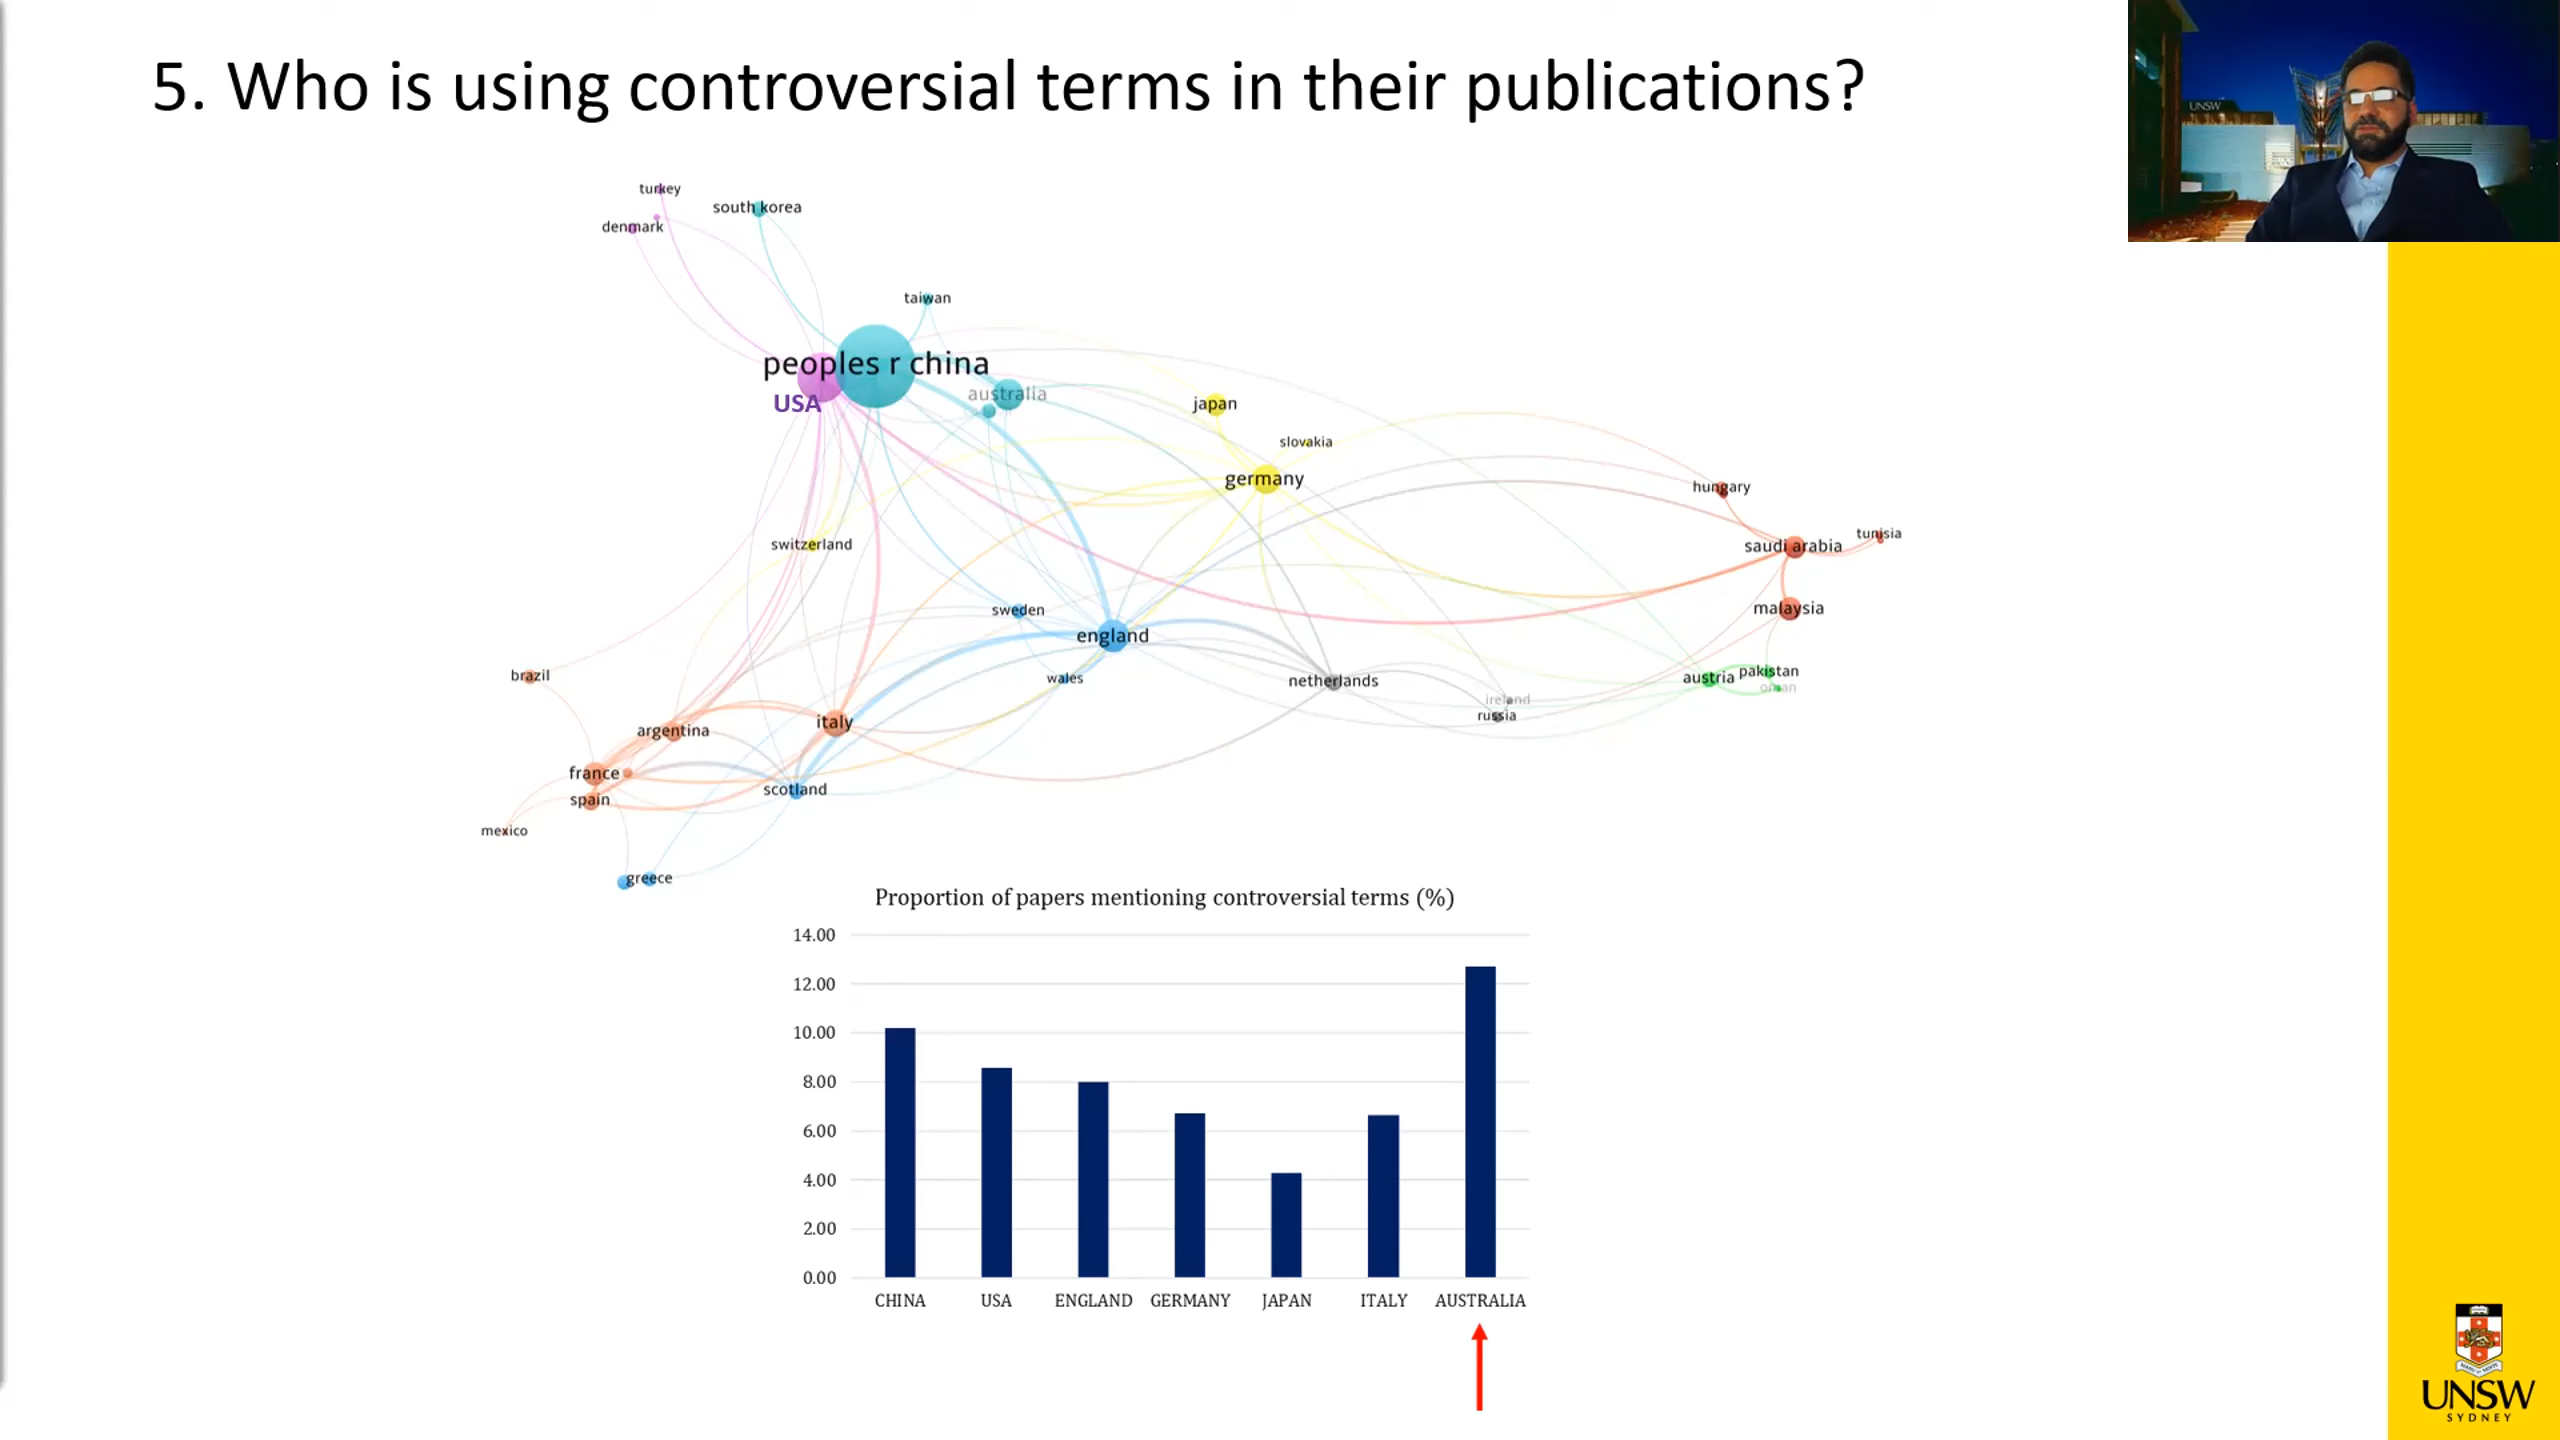 5. Who is using controversial terms in their publications?
UNSW
turkey
south korea
denmark
taiwan
peoples r china
australia
USA
japan
slovakia
germany
hungary
tunisia
saudi arabia
switzerland
malaysia
sweden
england
brazil
wales
netherlands
austria
pakistan
oman
ireland
russia
italy
argentina
france
scotland
spain
mexico
greece
Proportion of papers mentioning controversial terms (%)
14.00
12.00
10.00
8.00
6.00
4.00
2.00
0.00
CHINA USA ENGLAND GERMANY JAPAN ITALY AUSTRALIA
UNSW
SYDNEY